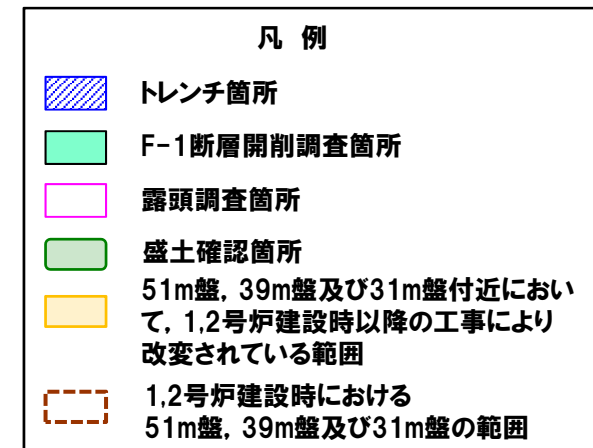 凡 例
トレンチ箇所
F-1断層開削調査箇所
露頭調査箇所
盛土確認箇所
51m盤, 39m盤及び31m盤付近におい
て, 1,2号炉建設時以降の工事により
改変されている範囲
1,2号炉建設時における
51m盤, 39m盤及び31m盤の範囲